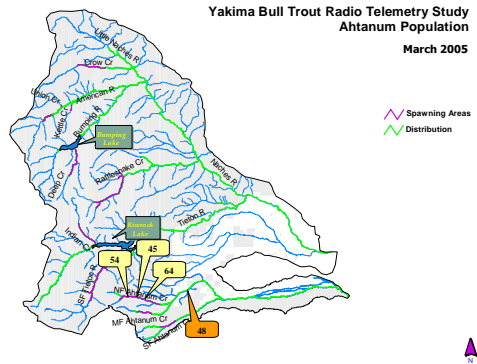 Yakima Bull Trout Radio Telemetry Study
Ahtanum Population
March 2005
Spawning Areas
Distribution
Little Naches R
Crow Cr
Union Cr
American R
Kettle Cr
Bumping R
Bumping
Lake
Rattlesnake Cr
Naches R
Deep Cr
Tieton R
Rimrock
Lake
Indian Cr
45
54
64
SF Tieton R
NF Ahtanum Cr
MF Ahtanum Cr
SF Ahtanum
48
N